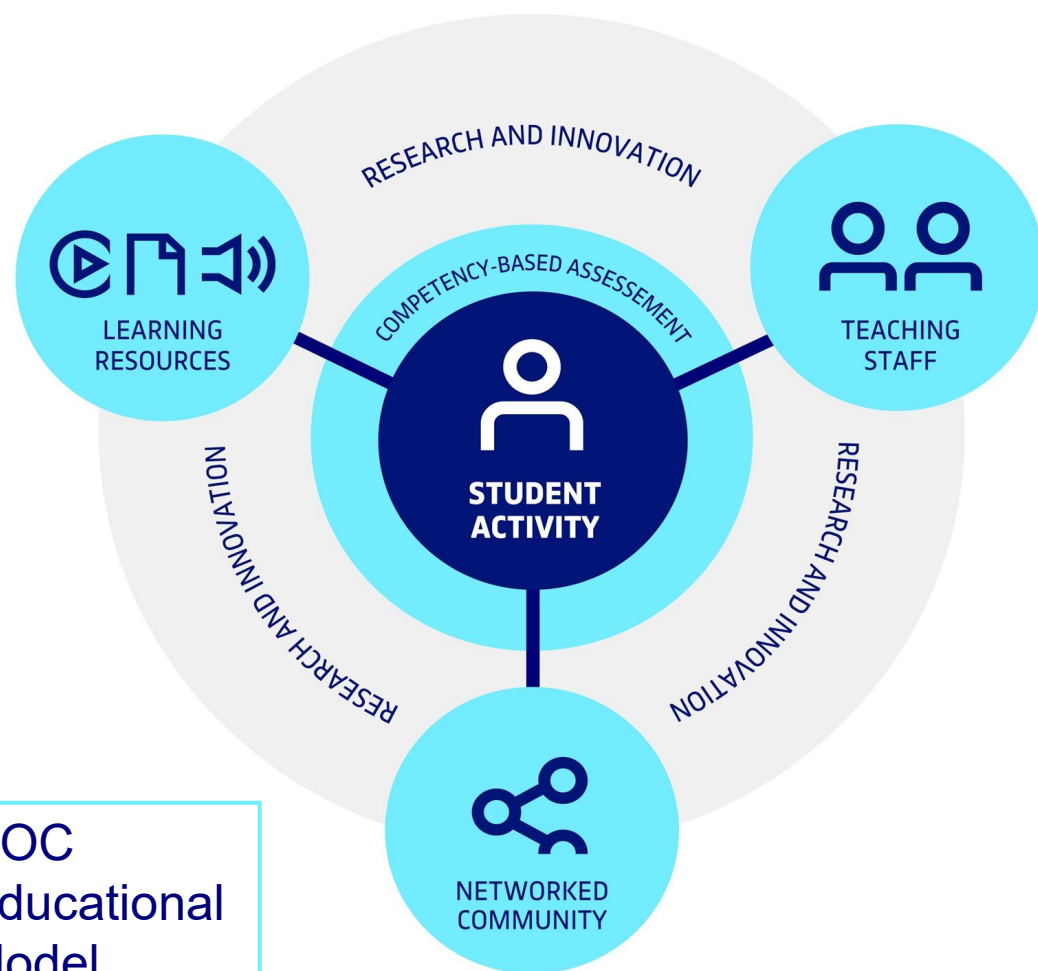 RESEARCH AND INNOVATION
COMPETENCY-BASED ASSESSEMENT
LEARNING
RESOURCES
TEACHING
STAFF
STUDENT
ACTIVITY
RESEARCH AND INNOVATION
RESEARCH AND INNOVATION
NETWORKED
COMMUNITY
OC
ducational
odel